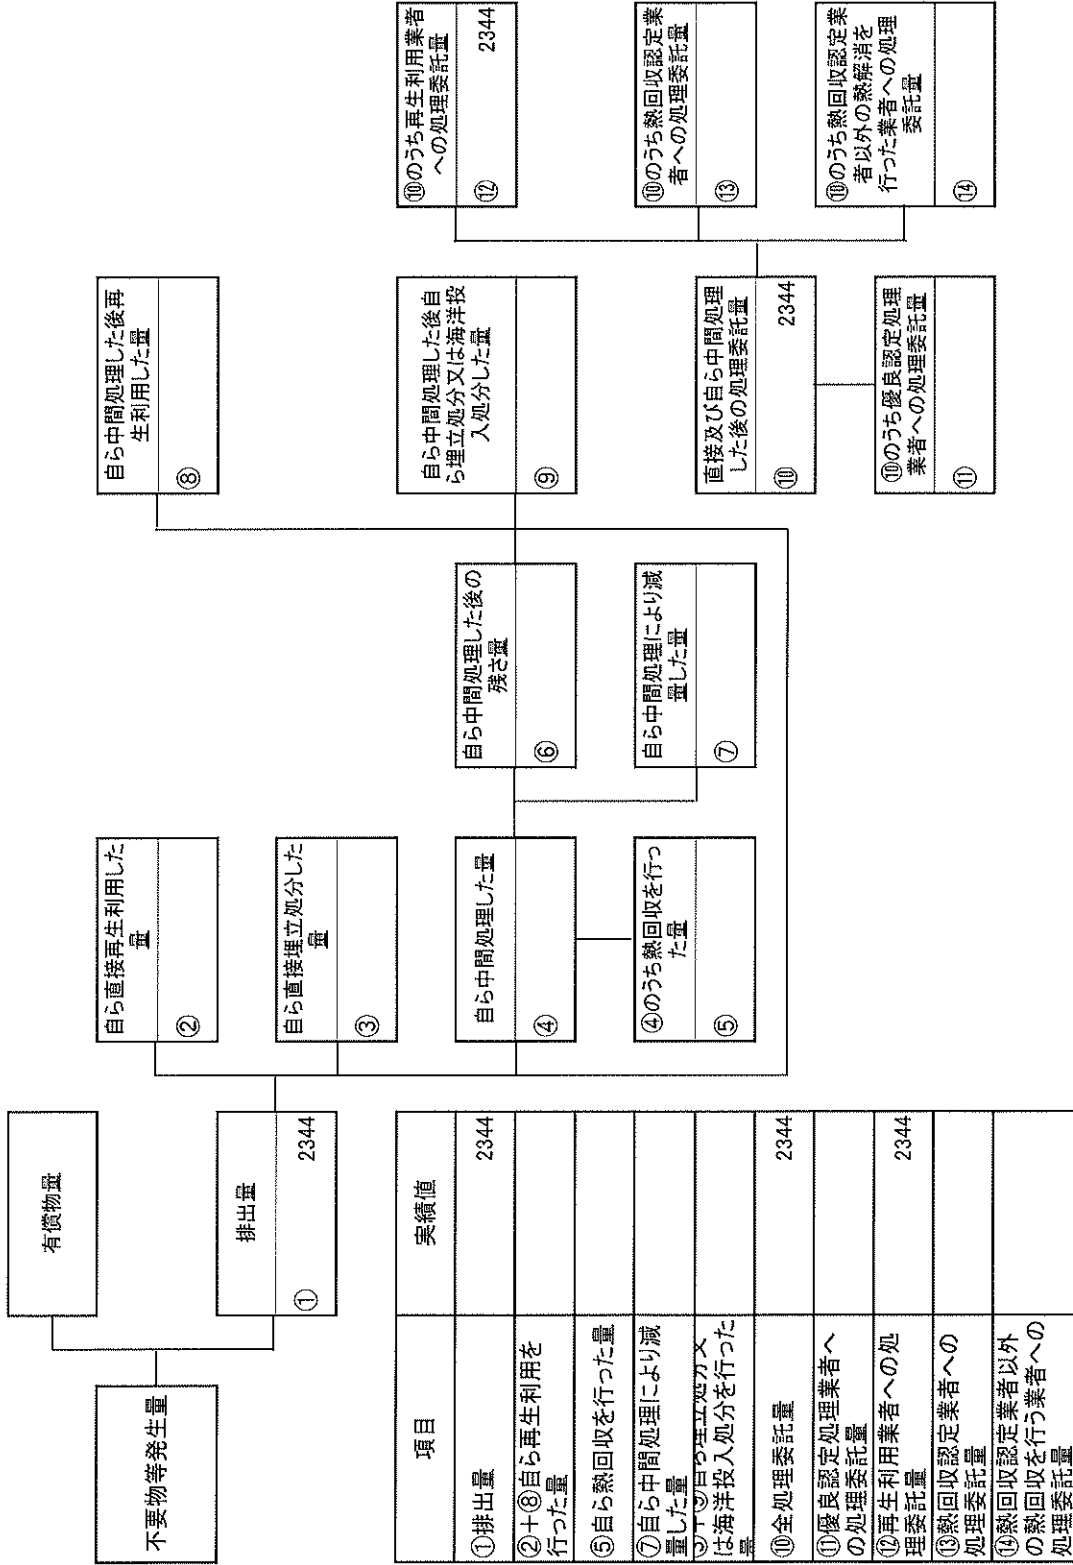 不要物等発生量
有償物量
排出量
① 2344
自ら直接再生利用した
量
②
自ら直接埋立処分した
量
③
自ら中間処理した量
④
④のうち熱回収を行っ
た量
⑤
自ら中間処理した後の
残さ量
⑥
自ら中間処理により減
量した量
⑦
自ら中間処理した後再
生利用した量
⑧
自ら中間処理した後自
ら埋立処分又は海洋投
入処分した量
⑨
直接及び自ら中間処理
した後の処理委託量
⑩ 2344
⑩のうち優良認定処理
業者への処理委託量
⑪
⑩のうち再生利用業者
への処理委託量
⑫ 2344
⑩のうち熱回収認定業
者への処理委託量
⑬
⑩のうち熱回収認定業
者以外の熱解消を
行った業者への処理
委託量
⑭
項目 実績値
①排出量 2344
②+⑧自ら再生利用を
行った量
⑤自ら熱回収を行った量
⑦自ら中間処理により減
量した量
③+⑨自ら埋立処分又
は海洋投入処分を行った
量
⑩全処理委託量 2344
⑪優良認定処理業者へ
の処理委託量
⑫再生利用業者への処
理委託量 2344
⑬熱回収認定業者への
処理委託量
⑭熱回収認定業者以外
の熱回収を行う業者への
処理委託量